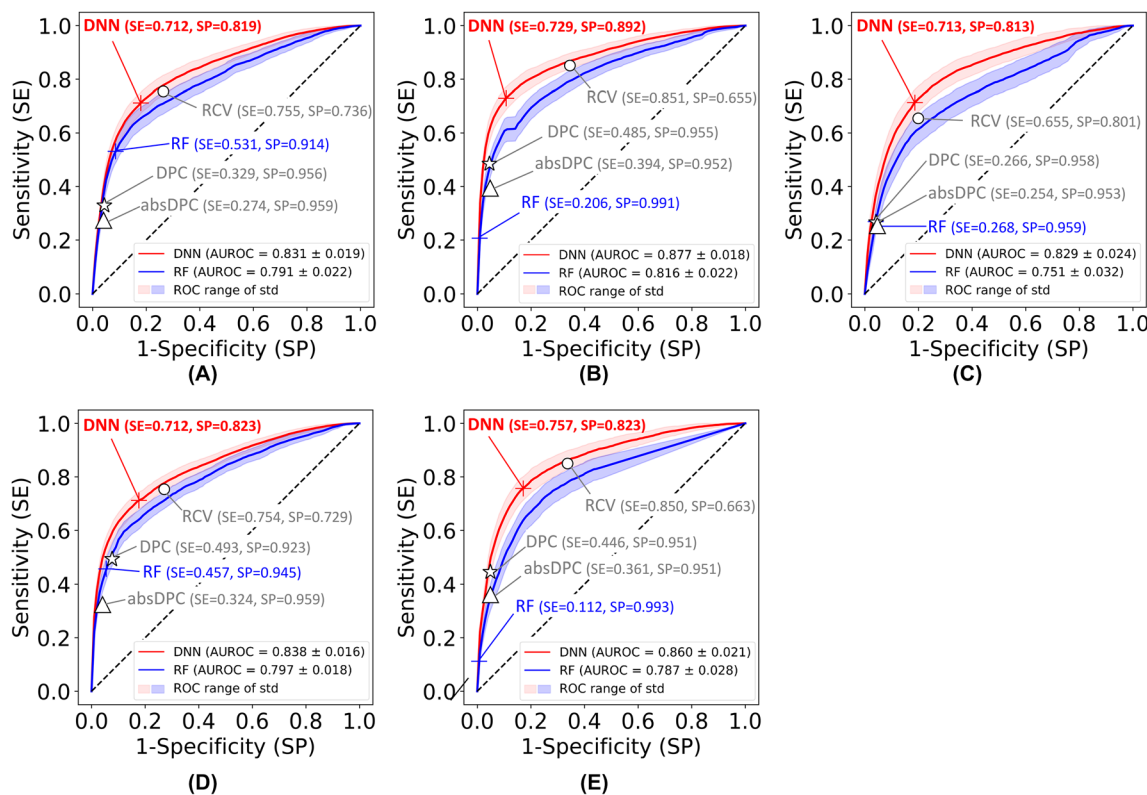 DNN (SE=0.712, SP=0.819)
RCV (SE=0.755, SP=0.736)
RF (SE=0.531, SP=0.914)
DPC (SE=0.329, SP=0.956)
absDPC (SE=0.274, SP=0.959)
DNN (AUROC = 0.831 ± 0.019)
RF (AUROC = 0.791 ± 0.022)
ROC range of std
Sensitivity (SE)
1.0
0.8
0.6
0.4
0.2
0.0
0.0 0.2 0.4 0.6 0.8 1.0
1-Specificity (SP)
(A)
DNN (SE=0.729, SP=0.892)
RCV (SE=0.851, SP=0.655)
DPC (SE=0.485, SP=0.955)
absDPC (SE=0.394, SP=0.952)
RF (SE=0.206, SP=0.991)
DNN (AUROC = 0.877 ± 0.018)
RF (AUROC = 0.816 ± 0.022)
ROC range of std
Sensitivity (SE)
1.0
0.8
0.6
0.4
0.2
0.0
0.0 0.2 0.4 0.6 0.8 1.0
1-Specificity (SP)
(B)
DNN (SE=0.713, SP=0.813)
RCV (SE=0.655, SP=0.801)
DPC (SE=0.266, SP=0.958)
absDPC (SE=0.254, SP=0.953)
RF (SE=0.268, SP=0.959)
DNN (AUROC = 0.829 ± 0.024)
RF (AUROC = 0.751 ± 0.032)
ROC range of std
Sensitivity (SE)
1.0
0.8
0.6
0.4
0.2
0.0
0.0 0.2 0.4 0.6 0.8 1.0
1-Specificity (SP)
(C)
DNN (SE=0.712, SP=0.823)
RCV (SE=0.754, SP=0.729)
DPC (SE=0.493, SP=0.923)
RF (SE=0.457, SP=0.945)
absDPC (SE=0.324, SP=0.959)
DNN (AUROC = 0.838 ± 0.016)
RF (AUROC = 0.797 ± 0.018)
ROC range of std
Sensitivity (SE)
1.0
0.8
0.6
0.4
0.2
0.0
0.0 0.2 0.4 0.6 0.8 1.0
1-Specificity (SP)
(D)
DNN (SE=0.757, SP=0.823)
RCV (SE=0.850, SP=0.663)
DPC (SE=0.446, SP=0.951)
absDPC (SE=0.361, SP=0.951)
RF (SE=0.112, SP=0.993)
DNN (AUROC = 0.860 ± 0.021)
RF (AUROC = 0.787 ± 0.028)
ROC range of std
Sensitivity (SE)
1.0
0.8
0.6
0.4
0.2
0.0
0.0 0.2 0.4 0.6 0.8 1.0
1-Specificity (SP)
(E)